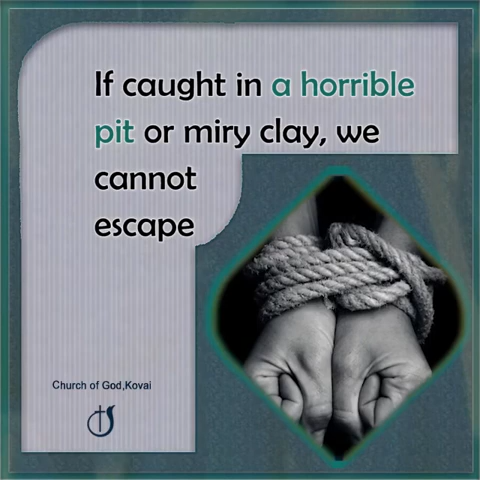 If caught in a horrible
pit or miry clay, we
cannot
escape
Church of God,Kovai